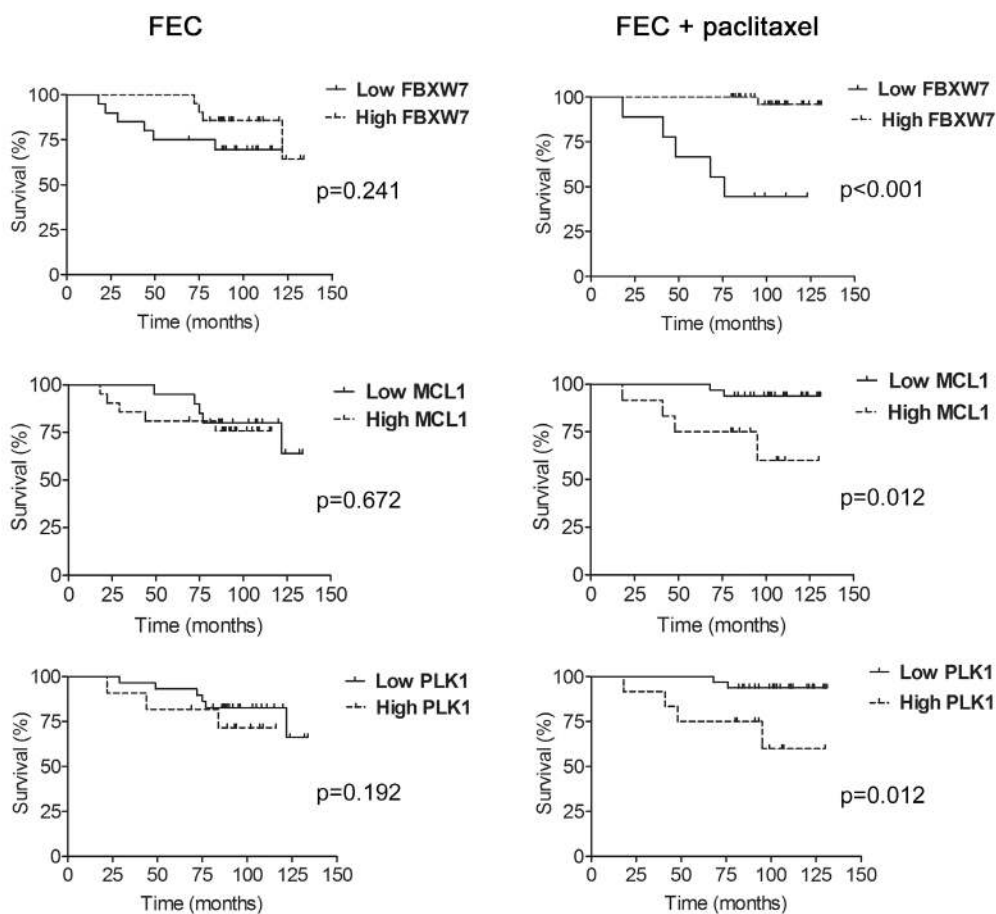 FEC
FEC + paclitaxel
Low FBXW7
High FBXW7
p=0.241
Survival (%)
100
75
50
25
0
0 25 50 75 100 125 150
Time (months)
Low FBXW7
High FBXW7
p<0.001
Survival (%)
100
75
50
25
0
0 25 50 75 100 125 150
Time (months)
Low MCL1
High MCL1
p=0.672
Survival (%)
100
75
50
25
0
0 25 50 75 100 125 150
Time (months)
Low MCL1
High MCL1
p=0.012
Survival (%)
100
75
50
25
0
0 25 50 75 100 125 150
Time (months)
Low PLK1
High PLK1
p=0.192
Survival (%)
100
75
50
25
0
0 25 50 75 100 125 150
Time (months)
Low PLK1
High PLK1
p=0.012
Survival (%)
100
75
50
25
0
0 25 50 75 100 125 150
Time (months)